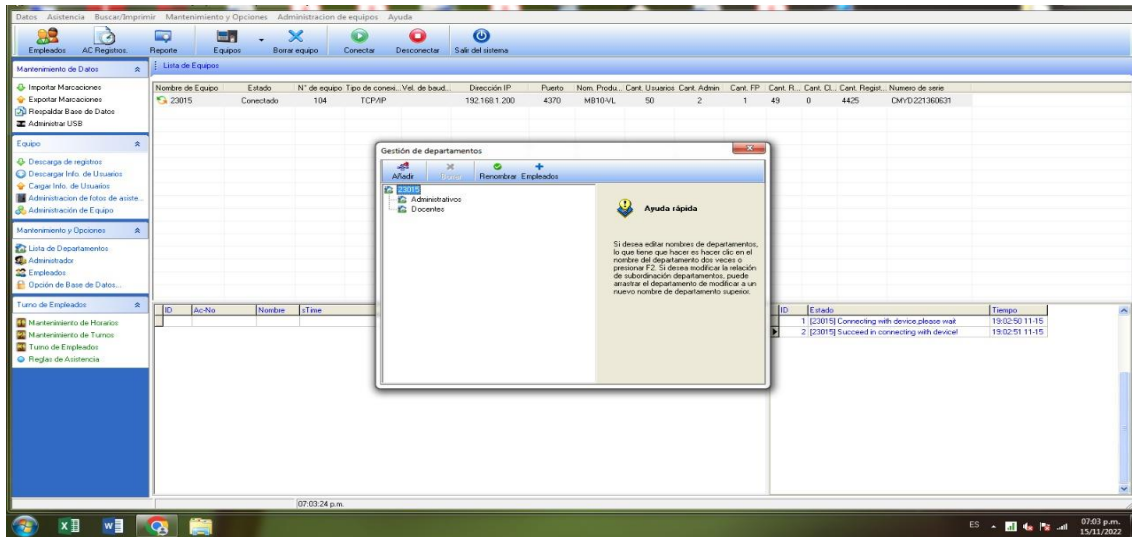 Datos Asistencia Buscar/Imprimir Mantenimiento y Opciones Administracion de equipos Ayuda
Empleados AC Registros. Reporte Equipos Borrar equipo Conectar Desconectar Salir del sistema
Mantenimiento de Datos
Importar Marcaciones
Exportar Marcaciones
Respaldar Base de Datos
Administrar USB
Equipo
Descarga de registros
Descargar Info. de Usuarios
Cargar Info. de Usuarios
Administracion de fotos de asiste...
Administración de Equipo
Mantenimiento y Opciones
Lista de Departamentos
Administrador
Empleados
Opción de Base de Datos...
Turno de Empleados
Mantenimiento de Horarios
Mantenimiento de Turnos
Turno de Empleados
Reglas de Asistencia
Lista de Equipos
Nombre de Equipo Estado N° de equipo Tipo de conexi... Vel. de baud... Dirección IP Puerto Nom. Produ... Cant. Usuarios Cant. Admin Cant. FP Cant. R... Cant. Cl... Cant. Regist... Numero de serie
23015 Conectado 104 TCP/IP 192.168.1.200 4370 MB10-VL 50 2 1 49 0 4425 CMYD221360631
Gestión de departamentos
Añadir Borrar Renombrar Empleados
23015
Administrativos
Docentes
Ayuda rápida
Si desea editar nombres de departamentos,
lo que tiene que hacer es hacer clic en el
nombre del departamento dos veces o
presionar F2. Si desea modificar la relación
de subordinación departamentos, puede
arrastrar el departamento de modificar a un
nuevo nombre de departamento superior.
ID Ac-No Nombre sTime
ID Estado Tiempo
1 [23015] Connecting with device,please wait 19:02:50 11-15
2 [23015] Succeed in connecting with device! 19:02:51 11-15
07:03:24 p.m.
ES 07:03 p.m.
15/11/2022